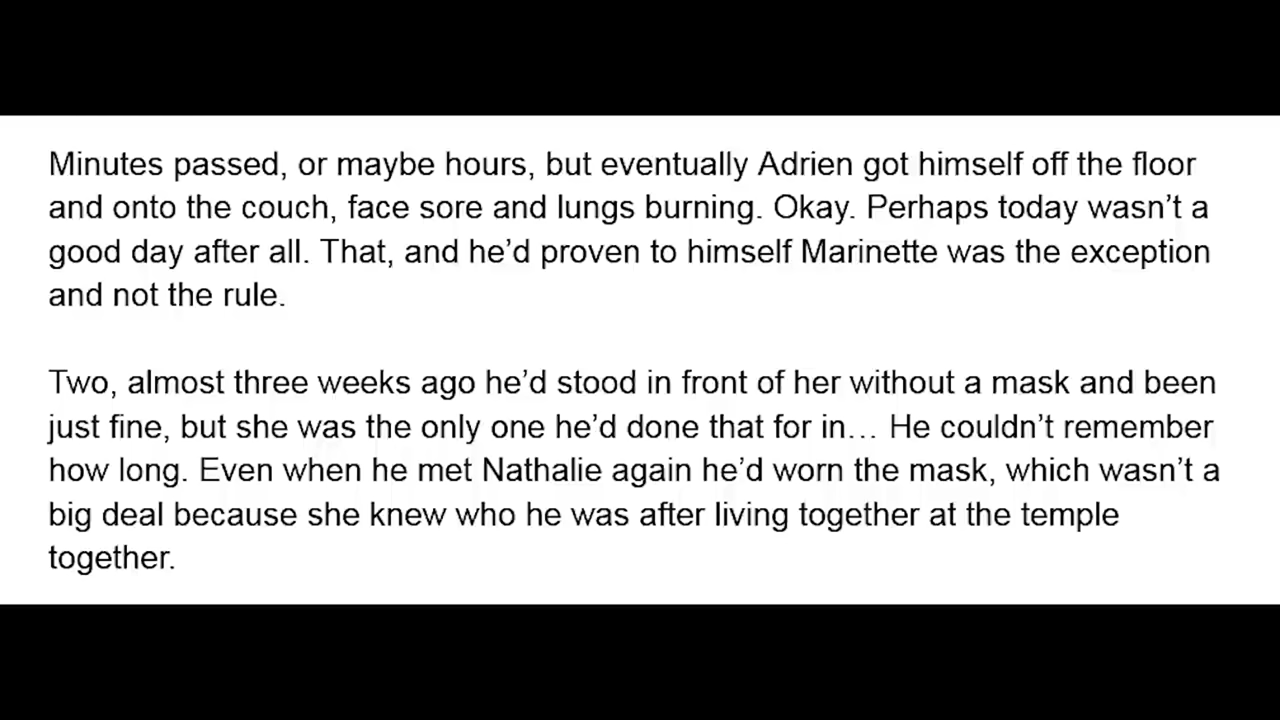 Minutes passed, or maybe hours, but eventually Adrien got himself off the floor
and onto the couch, face sore and lungs burning. Okay. Perhaps today wasn’t a
good day after all. That, and he’d proven to himself Marinette was the exception
and not the rule.
Two, almost three weeks ago he’d stood in front of her without a mask and been
just fine, but she was the only one he’d done that for in… He couldn’t remember
how long. Even when he met Nathalie again he’d worn the mask, which wasn’t a
big deal because she knew who he was after living together at the temple
together.